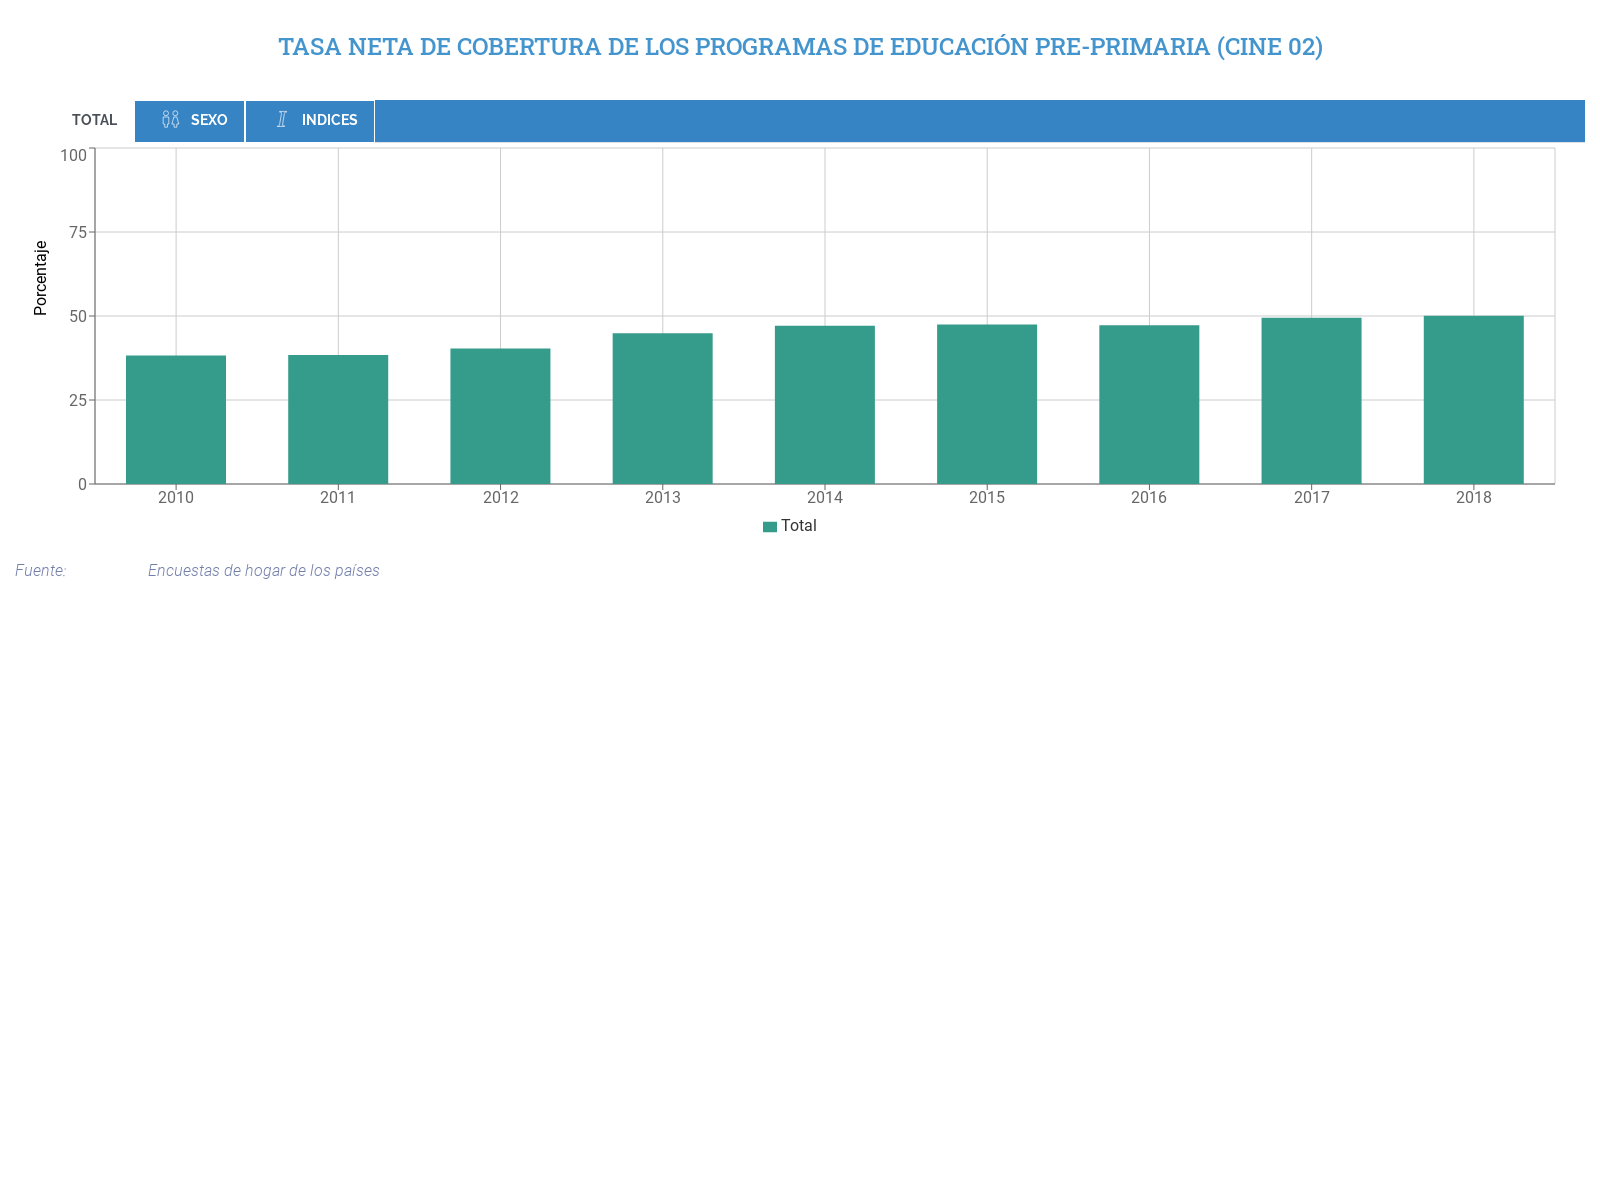 TASA NETA DE COBERTURA DE LOS PROGRAMAS DE EDUCACIÓN PRE-PRIMARIA (CINE 02)
TOTAL SEXO INDICES
100
75
50
25
0
Porcentaje
2010 2011 2012 2013 2014 2015 2016 2017 2018
Total
Fuente: Encuestas de hogar de los países